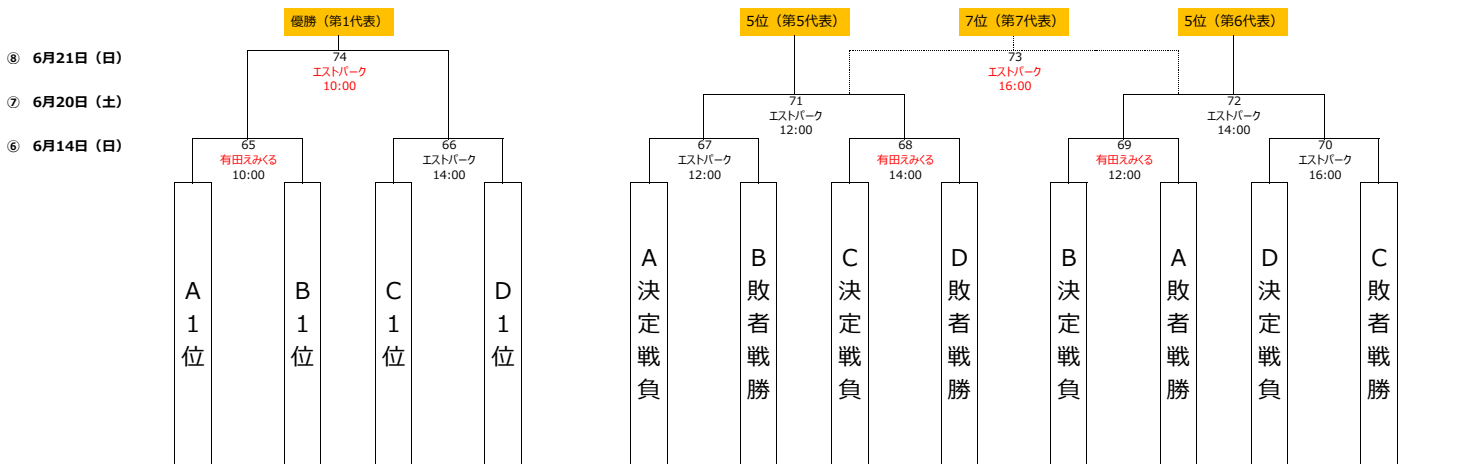 優勝（第1代表）
5位（第5代表）
7位（第7代表）
5位（第6代表）
⑧ 6月21日（日）
74
エストパーク
10:00
73
エストパーク
16:00
⑦ 6月20日（土）
71
エストパーク
12:00
72
エストパーク
14:00
⑥ 6月14日（日）
65
有田えみくる
10:00
66
エストパーク
14:00
67
エストパーク
12:00
68
有田えみくる
14:00
69
有田えみくる
12:00
70
エストパーク
16:00
A1位
B1位
C1位
D1位
A決定戦負
B敗者戦勝
C決定戦負
D敗者戦勝
B決定戦負
A敗者戦勝
D決定戦負
C敗者戦勝